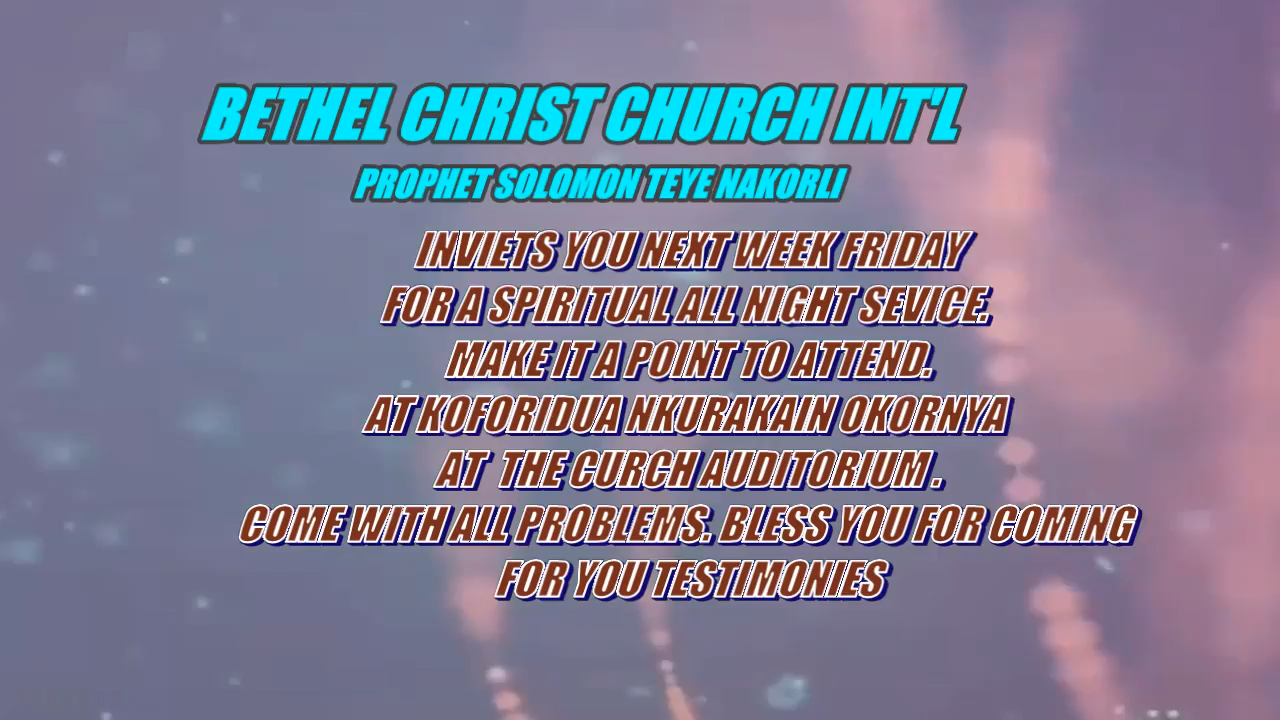 BETHEL CHRIST CHURCH INT'L
PROPHET SOLOMON TEYE NAKORLI
INVIETS YOU NEXT WEEK FRIDAY
FOR A SPIRITUAL ALL NIGHT SEVICE.
MAKE IT A POINT TO ATTEND.
AT KOFORIDUA NKURAKAIN OKORNYA
AT THE CURCH AUDITORIUM .
COME WITH ALL PROBLEMS. BLESS YOU FOR COMING
FOR YOU TESTIMONIES